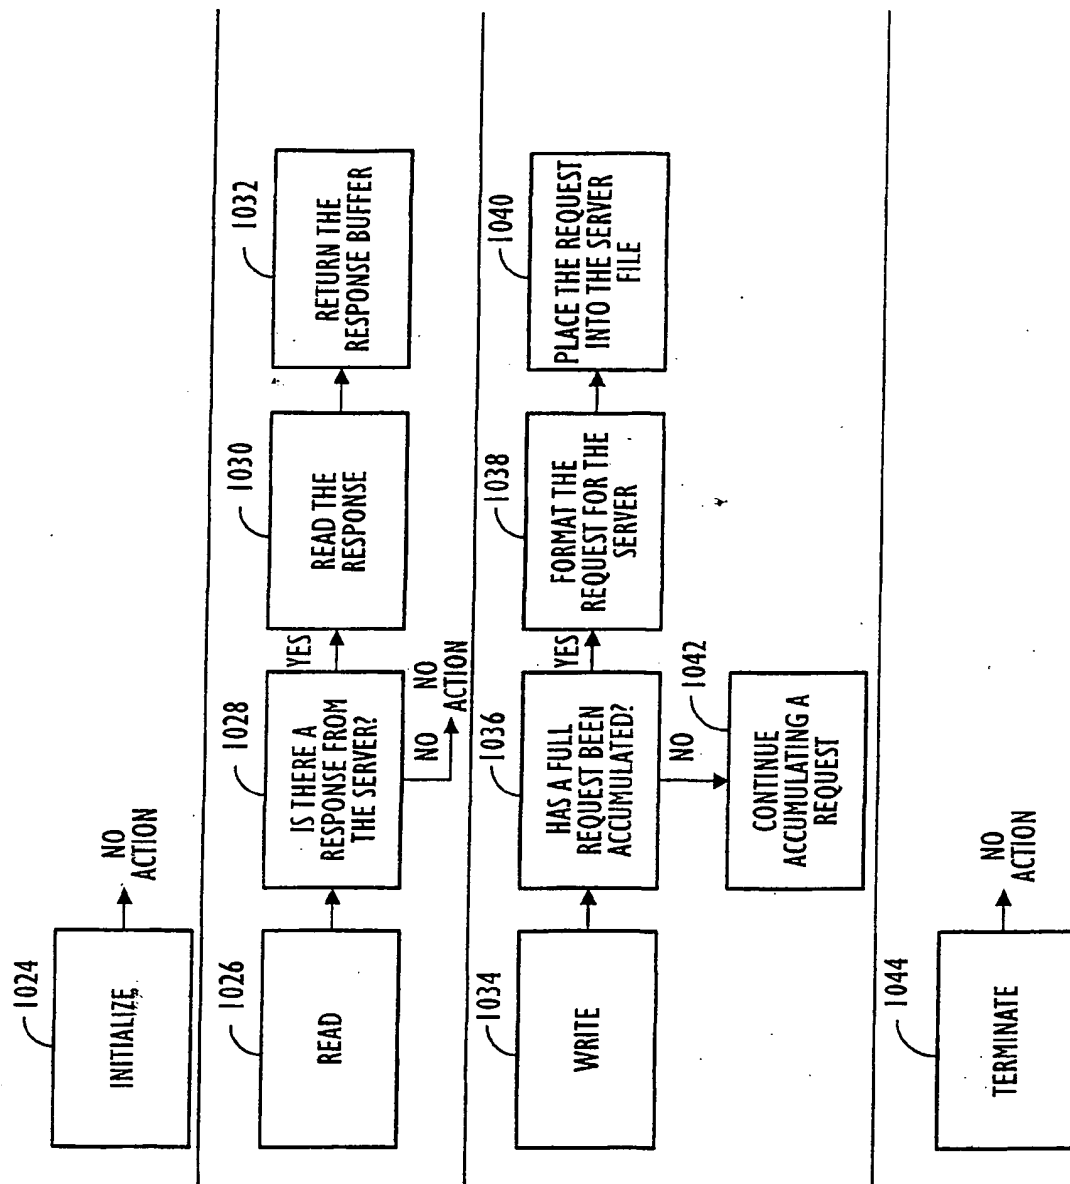 1024
INITIALIZE
NO
ACTION
1026
READ
1028
IS THERE A
RESPONSE FROM
THE SERVER?
YES
NO
NO
ACTION
1030
READ THE
RESPONSE
1032
RETURN THE
RESPONSE BUFFER
1034
WRITE
1036
HAS A FULL
REQUEST BEEN
ACCUMULATED?
YES
NO
1038
FORMAT THE
REQUEST FOR THE
SERVER
1040
PLACE THE REQUEST
INTO THE SERVER
FILE
1042
CONTINUE
ACCUMULATING A
REQUEST
1044
TERMINATE
NO
ACTION